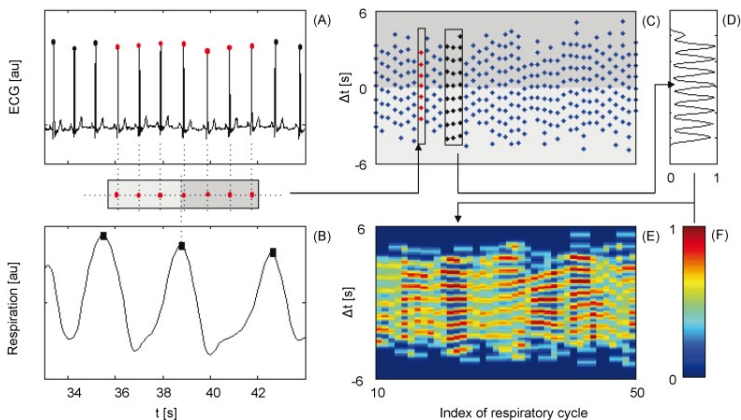 (A)
ECG [au]
(B)
Respiration [au]
33
36
38
40
42
t [s]
6
(C)
Δt [s]
0
-6
(D)
0 1
6
(E)
Δt [s]
-6
10
50
Index of respiratory cycle
1
(F)
0